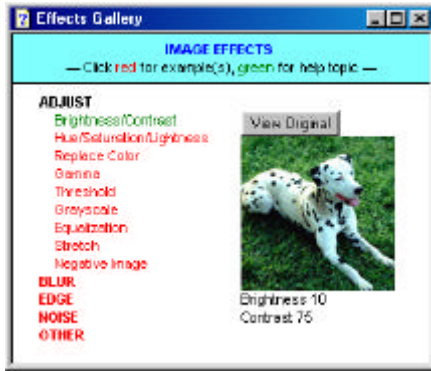 Effects Gallery
IMAGE EFFECTS
— Click red for example(s), green for help topic —
ADJUST
Brightness/Contrast
Hue/Saturation/Lightness
Replace Color
Gamma
Threshold
Grayscale
Equalization
Stretch
Negative Image
BLUR
EDGE
NOISE
OTHER
View Original
Brightness 10
Contrast 75